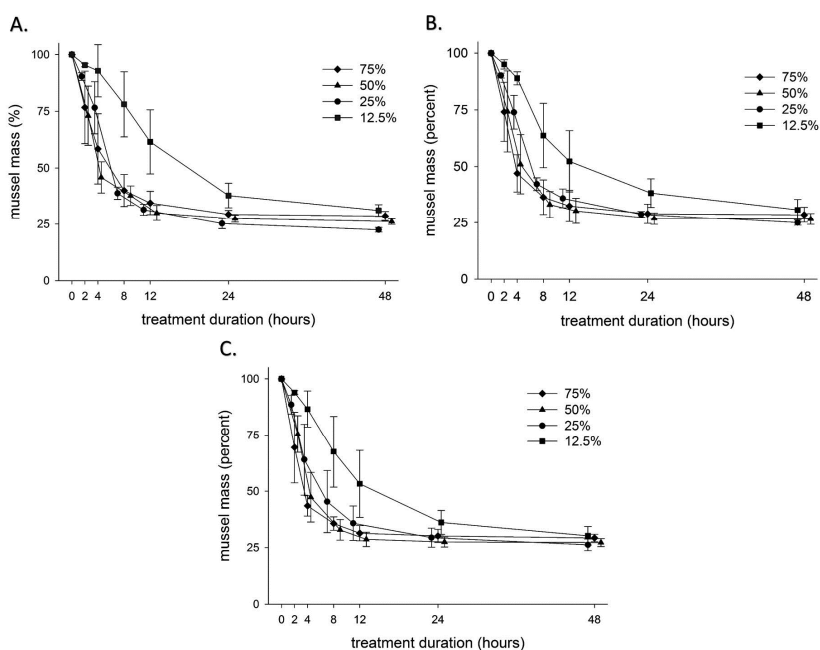 A.
100
75
50
25
0
mussel mass (%)
75%
50%
25%
12.5%
0 2 4 8 12 24 48
treatment duration (hours)
B.
100
75
50
25
0
mussel mass (percent)
75%
50%
25%
12.5%
0 2 4 8 12 24 48
treatment duration (hours)
C.
100
75
50
25
0
mussel mass (percent)
75%
50%
25%
12.5%
0 2 4 8 12 24 48
treatment duration (hours)